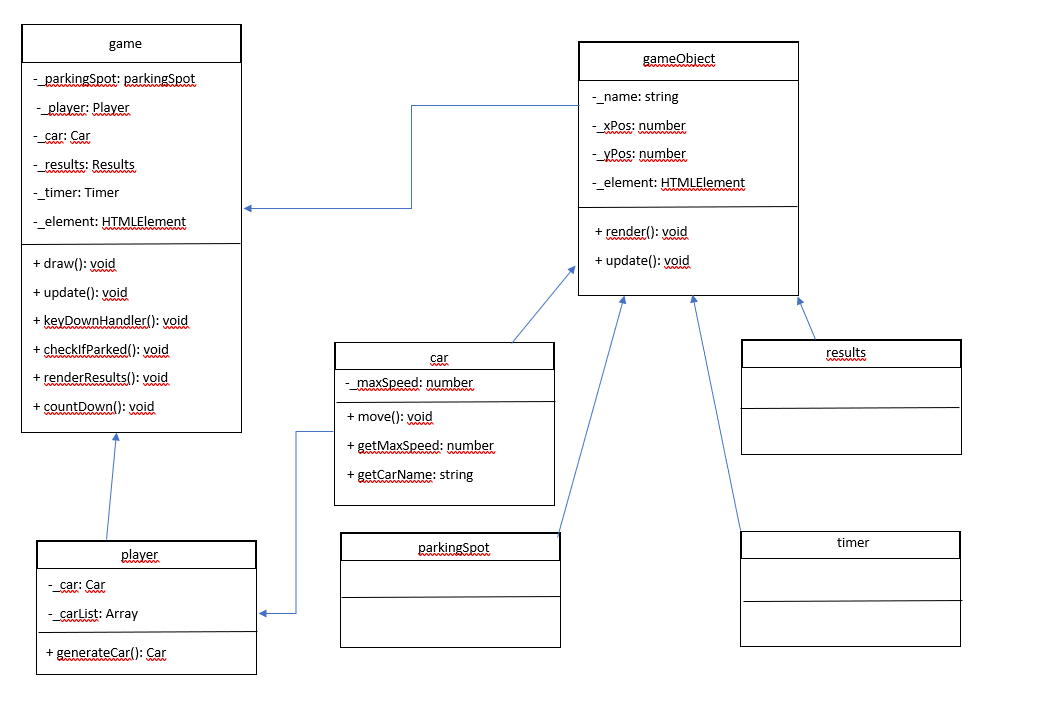 game
-_parkingSpot: parkingSpot
-_player: Player
-_car: Car
-_results: Results
-_timer: Timer
-_element: HTMLElement
+ draw(): void
+ update(): void
+ keyDownHandler(): void
+ checkIfParked(): void
+ renderResults(): void
+ countDown(): void
gameObject
-_name: string
-_xPos: number
-_yPos: number
-_element: HTMLElement
+ render(): void
+ update(): void
car
-_maxSpeed: number
+ move(): void
+ getMaxSpeed: number
+ getCarName: string
results
player
-_car: Car
-_carList: Array
+ generateCar(): Car
parkingSpot
timer